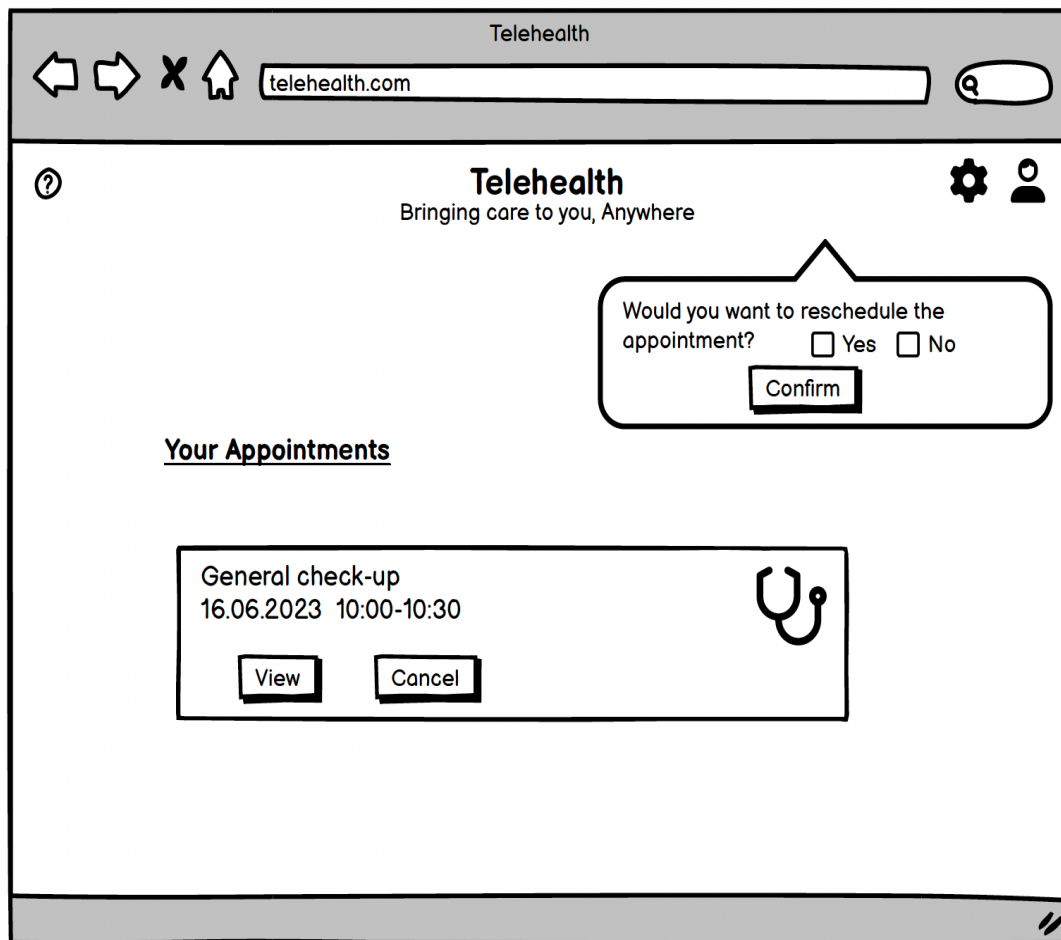 Telehealth
telehealth.com
Telehealth
Bringing care to you, Anywhere
Would you want to reschedule the
appointment? Yes No
Confirm
Your Appointments
General check-up
16.06.2023 10:00-10:30
View Cancel